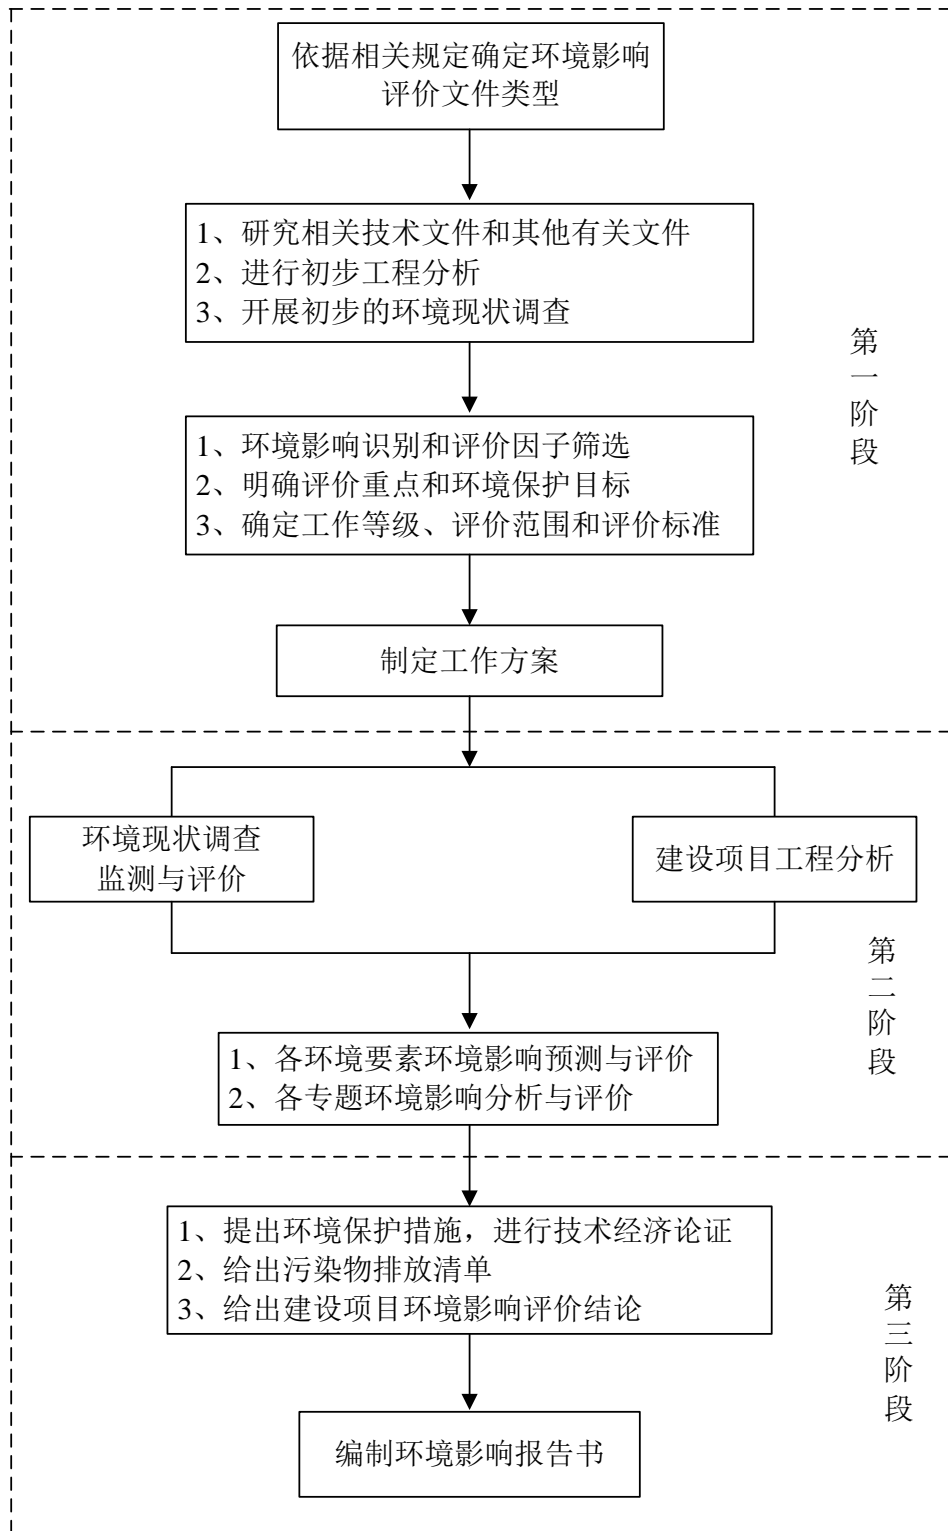 依据相关规定确定环境影响
评价文件类型
1、研究相关技术文件和其他有关文件
2、进行初步工程分析
3、开展初步的环境现状调查
第一阶段
1、环境影响识别和评价因子筛选
2、明确评价重点和环境保护目标
3、确定工作等级、评价范围和评价标准
制定工作方案
环境现状调查
监测与评价
建设项目工程分析
第二阶段
1、各环境要素环境影响预测与评价
2、各专题环境影响分析与评价
1、提出环境保护措施，进行技术经济论证
2、给出污染物排放清单
3、给出建设项目环境影响评价结论
第三阶段
编制环境影响报告书